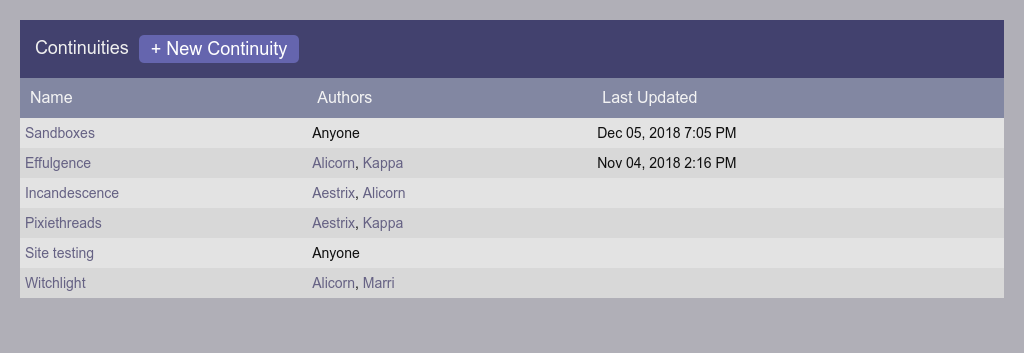 Continuities + New Continuity
Name Authors Last Updated
Sandboxes Anyone Dec 05, 2018 7:05 PM
Effulgence Alicorn, Kappa Nov 04, 2018 2:16 PM
Incandescence Aestrix, Alicorn
Pixiethreads Aestrix, Kappa
Site testing Anyone
Witchlight Alicorn, Marri